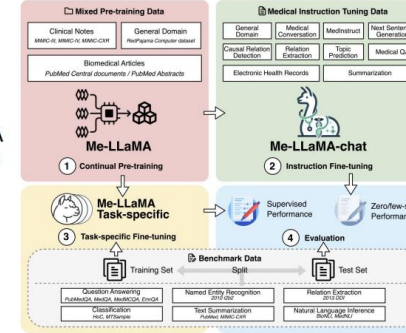 Mixed Pre-training Data
Clinical Notes
MIMIC-III, MIMIC-IV, MIMIC-CXR
General Domain
RedPajama Computer dataset
Biomedical Articles
PubMed Central documents / PubMed Abstracts
Me-LLaMA
1 Continual Pre-training
Medical Instruction Tuning Data
General Domain
Medical Conversation
MedInstruct
Next Sentence Generation
Causal Relation Detection
Relation Extraction
Topic Prediction
Medical QA
Electronic Health Records
Summarization
Me-LLaMA-chat
2 Instruction Fine-tuning
Me-LLaMA
Task-specific
3 Task-specific Fine-tuning
Supervised
Performance
Zero/few-s
Performan
4 Evaluation
Benchmark Data
Training Set
Split
Test Set
Question Answering
PubMedQA, MedQA, MedMCQA, EmrQA
Named Entity Recognition
2010 i2b2
Relation Extraction
2013 DDI
Classification
HoC, MTSample
Text Summarization
PubMed, MIMIC-CXR
Natural Language Inference
BioNLI, MedNLI